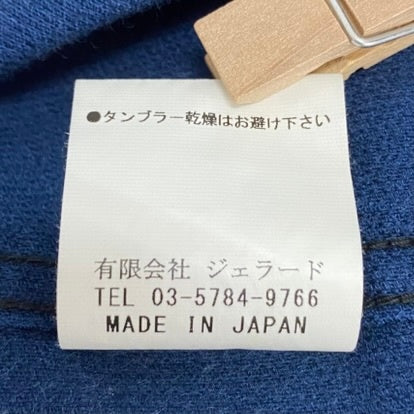 ●タンブラー乾燥はお避け下さい
有限会社 ジェラード
TEL 03-5784-9766
MADE IN JAPAN